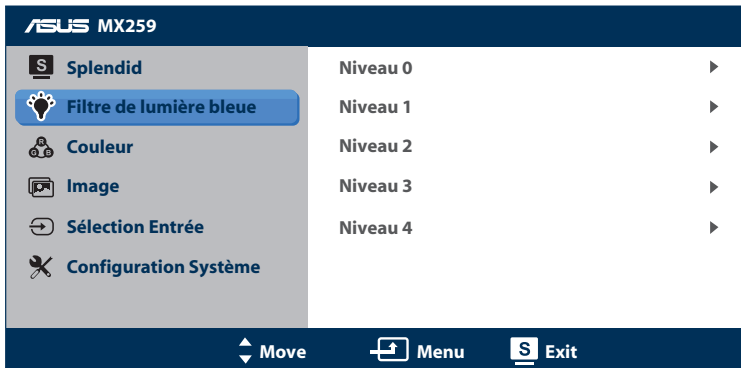 ASUS MX259
S Splendid
Filtre de lumière bleue
R G B Couleur
Image
Sélection Entrée
Configuration Système
Niveau 0
Niveau 1
Niveau 2
Niveau 3
Niveau 4
Move Menu S Exit